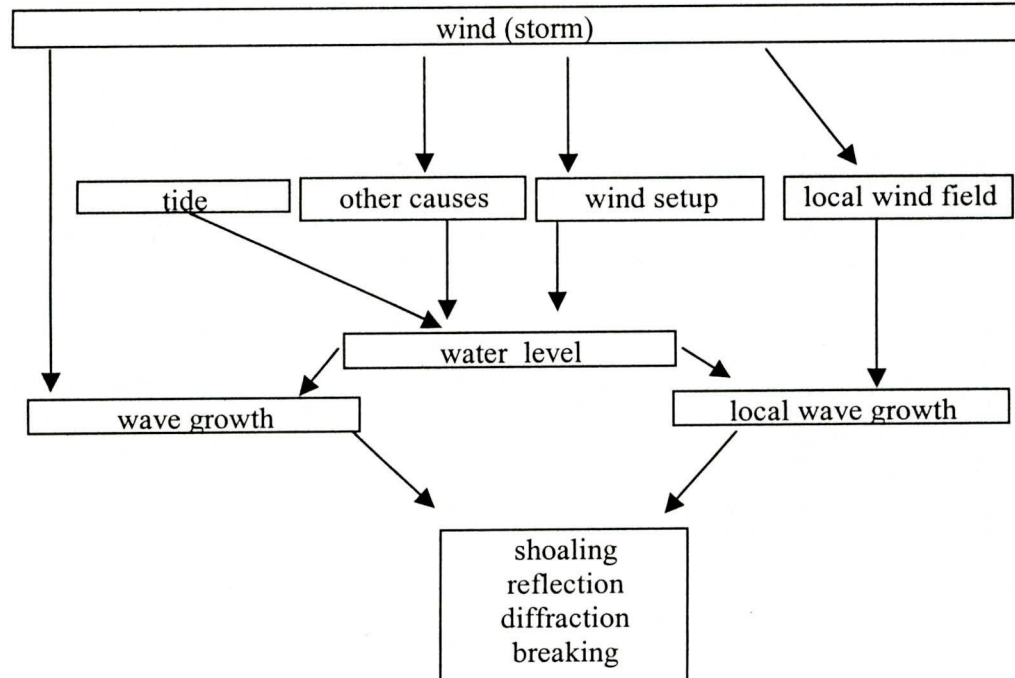 wind (storm)
tide
other causes
wind setup
local wind field
water level
wave growth
local wave growth
shoaling
reflection
diffraction
breaking